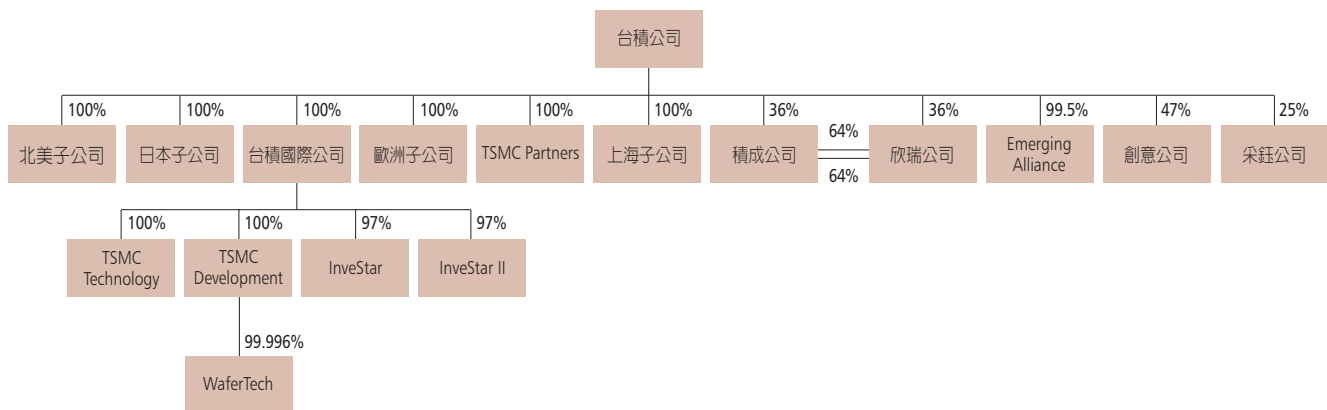 台積公司
100%
100%
100%
100%
100%
100%
36%
36%
99.5%
47%
25%
64%
64%
北美子公司
日本子公司
台積國際公司
歐洲子公司
TSMC Partners
上海子公司
積成公司
欣瑞公司
Emerging
Alliance
創意公司
采鈺公司
100%
100%
97%
97%
TSMC
Technology
TSMC
Development
InveStar
InveStar II
99.996%
WaferTech